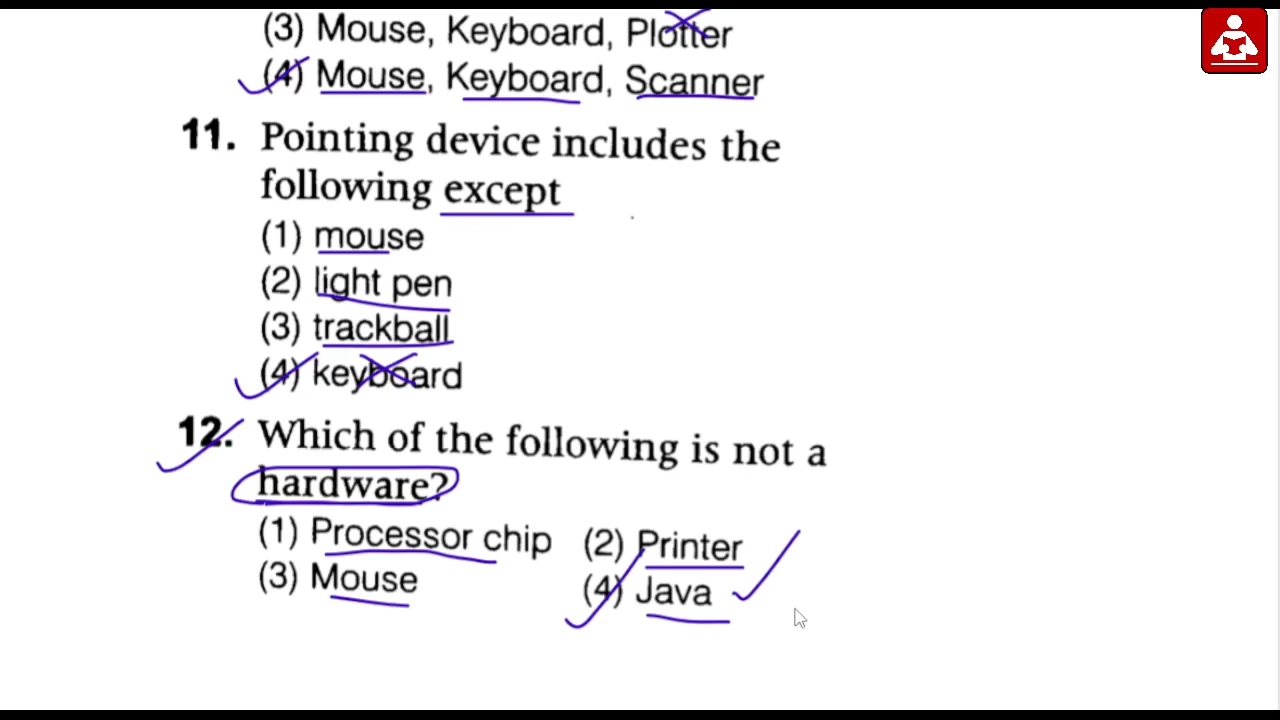 (3) Mouse, Keyboard, Plotter
(4) Mouse, Keyboard, Scanner
11. Pointing device includes the
following except
(1) mouse
(2) light pen
(3) trackball
(4) keyboard
12. Which of the following is not a
hardware?
(1) Processor chip (2) Printer
(3) Mouse (4) Java